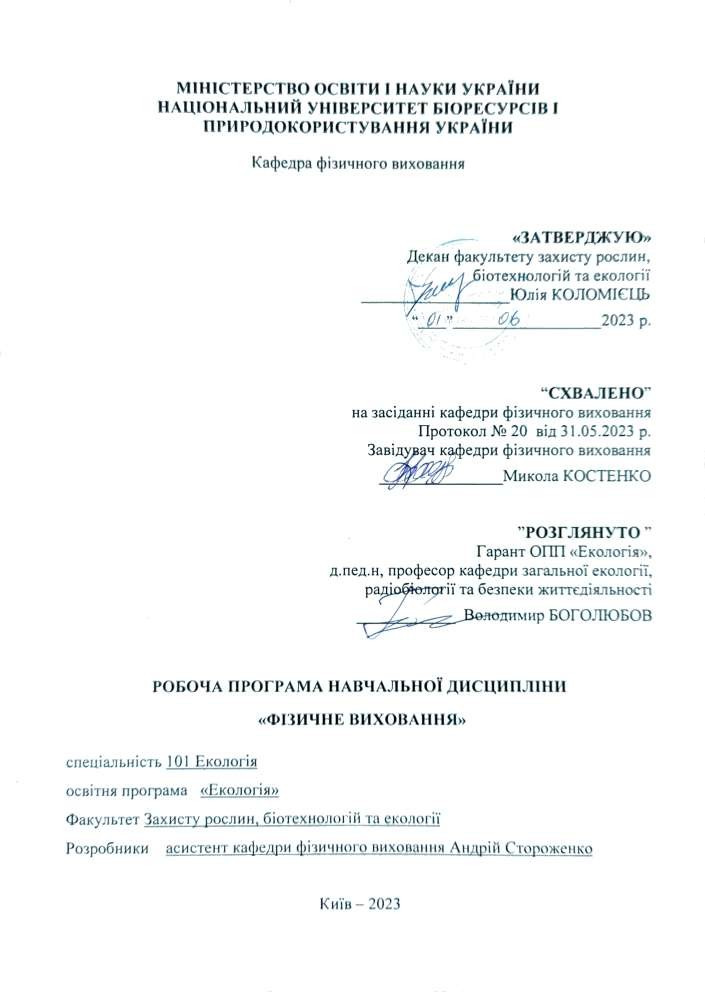 МІНІСТЕРСТВО ОСВІТИ І НАУКИ УКРАЇНИ
НАЦІОНАЛЬНИЙ УНІВЕРСИТЕТ БІОРЕСУРСІВ І
ПРИРОДОКОРИСТУВАННЯ УКРАЇНИ
Кафедра фізичного виховання
«ЗАТВЕРДЖУЮ»
Декан факультету захисту рослин,
біотехнологій та екології
Юлія КОЛОМІЄЦЬ
“ 01 ” 06 2023 р.
“СХВАЛЕНО”
на засіданні кафедри фізичного виховання
Протокол № 20 від 31.05.2023 р.
Завідувач кафедри фізичного виховання
Микола КОСТЕНКО
”РОЗГЛЯНУТО ”
Гарант ОПП «Екологія»,
д.пед.н, професор кафедри загальної екології,
радіобіології та безпеки життєдіяльності
Володимир БОГОЛЮБОВ
РОБОЧА ПРОГРАМА НАВЧАЛЬНОЇ ДИСЦИПЛІНИ
«ФІЗИЧНЕ ВИХОВАННЯ»
спеціальність 101 Екологія
освітня програма «Екологія»
Факультет Захисту рослин, біотехнологій та екології
Розробники асистент кафедри фізичного виховання Андрій Стороженко
Київ – 2023